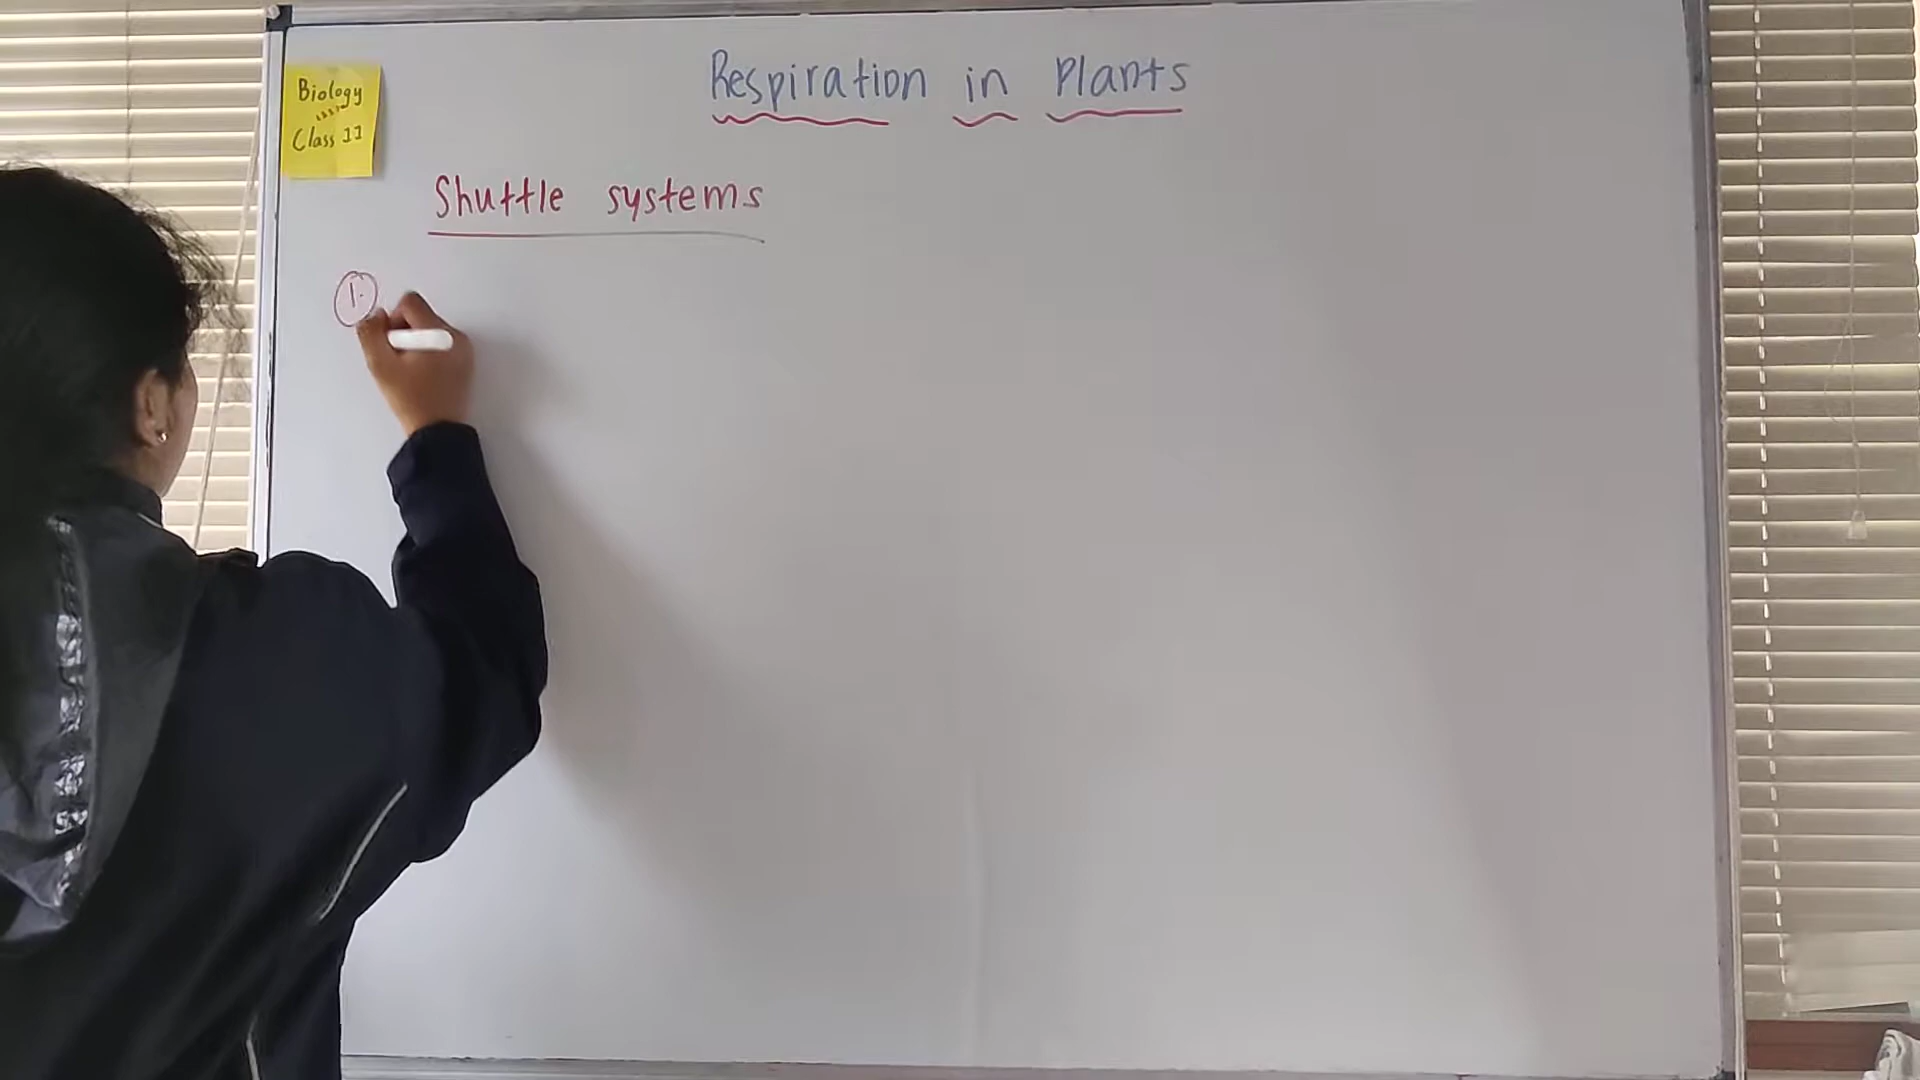 Respiration in Plants
Biology
Class 11
Shuttle systems
1.